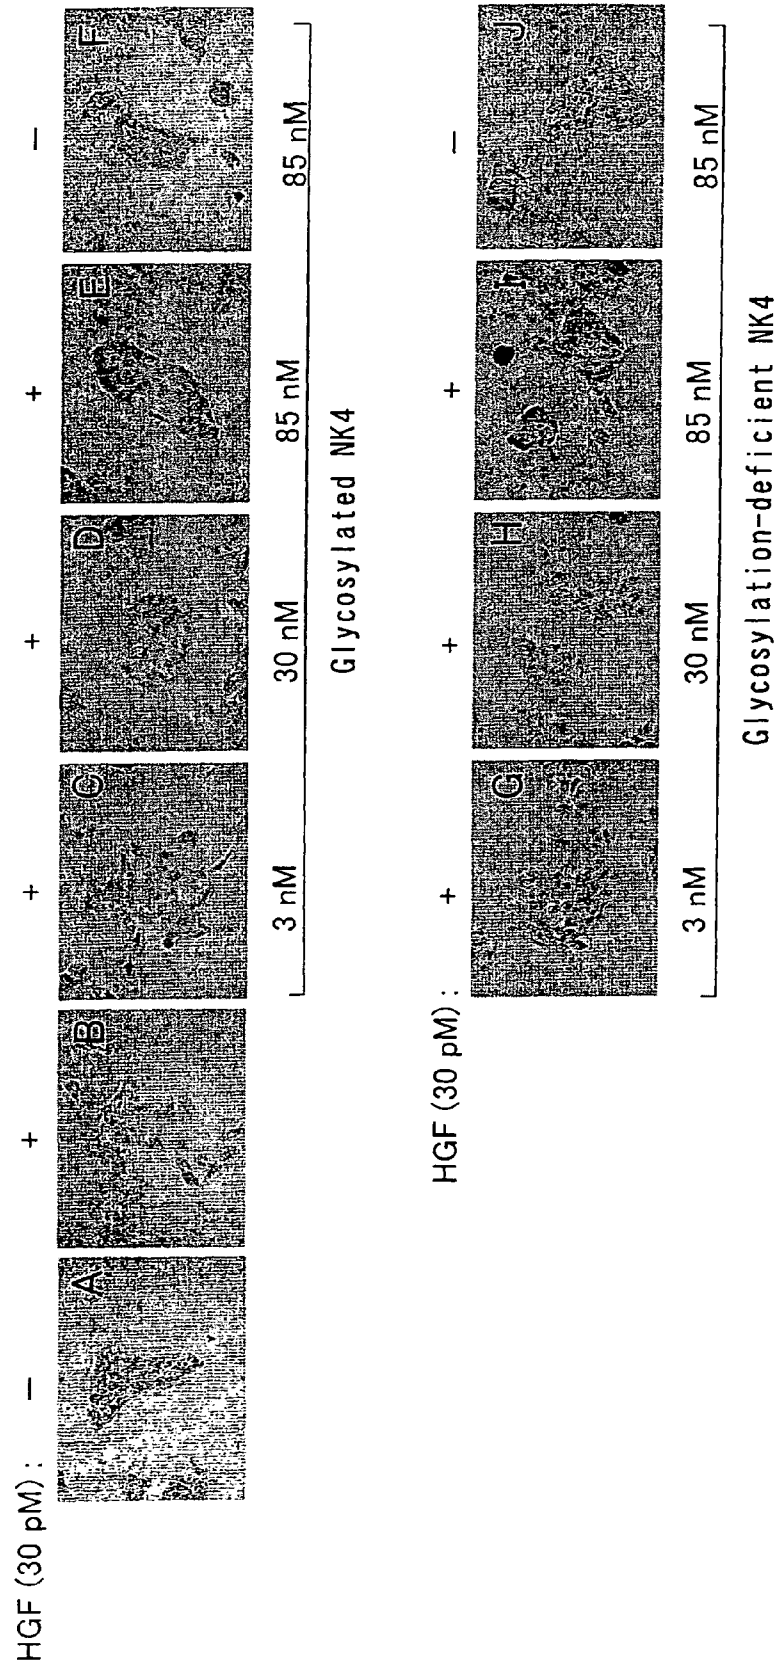 HGF (30 pM) : − + + + + −
A B C D E F
3 nM 30 nM 85 nM 85 nM
Glycosylated NK4
HGF (30 pM) : + + + −
G H I J
3 nM 30 nM 85 nM 85 nM
Glycosylation-deficient NK4